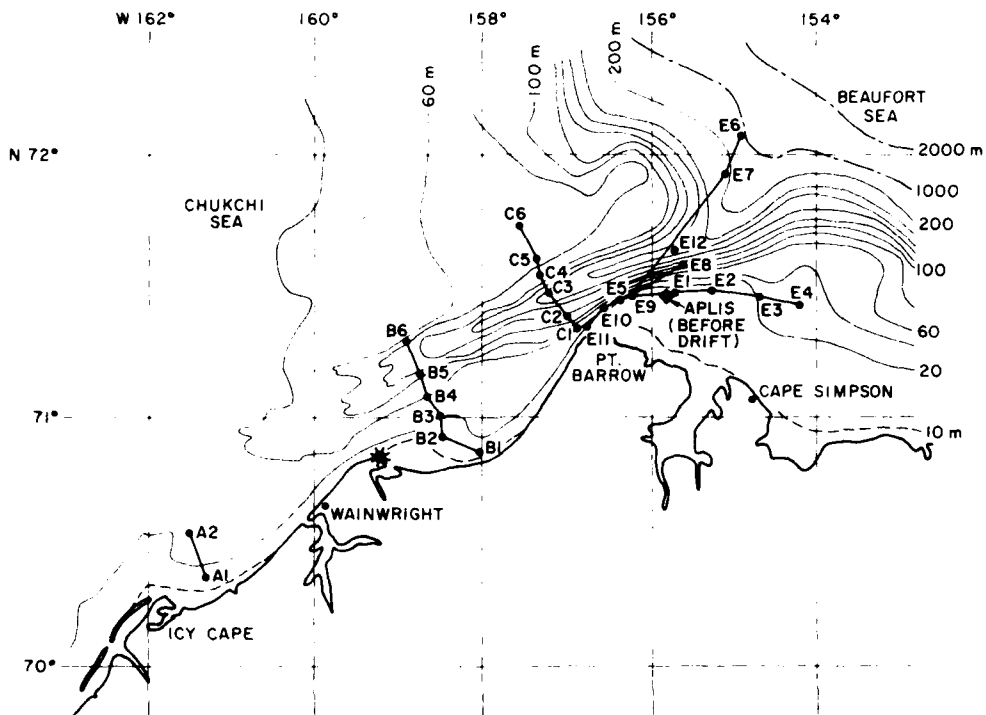 W 162° 160° 158° 156° 154°
60 m
100 m
200 m
BEAUFORT
SEA
E6
N 72°
2000 m
E7
1000
CHUKCHI
SEA
C6
200
E12
C5
E8
C4
100
C3
E5
E1
E2
E4
E9
E3
APLIS
(BEFORE
DRIFT)
C2
E10
C1
E11
60
B6
PT.
BARROW
B5
20
B4
CAPE SIMPSON
71°
B3
B2
10 m
B1
WAINWRIGHT
A2
A1
ICY CAPE
70°